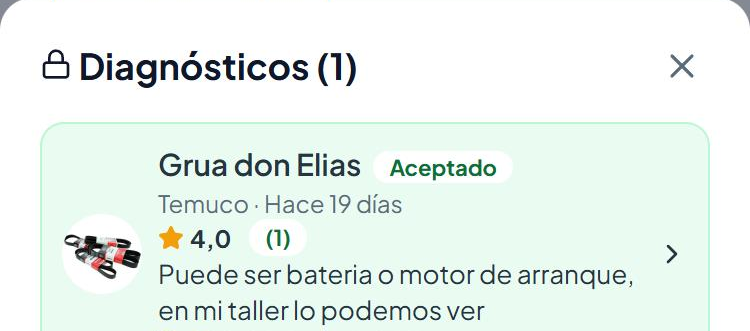 Diagnósticos (1)
Grua don Elias Aceptado
Temuco · Hace 19 días
4,0 (1)
Puede ser bateria o motor de arranque,
en mi taller lo podemos ver